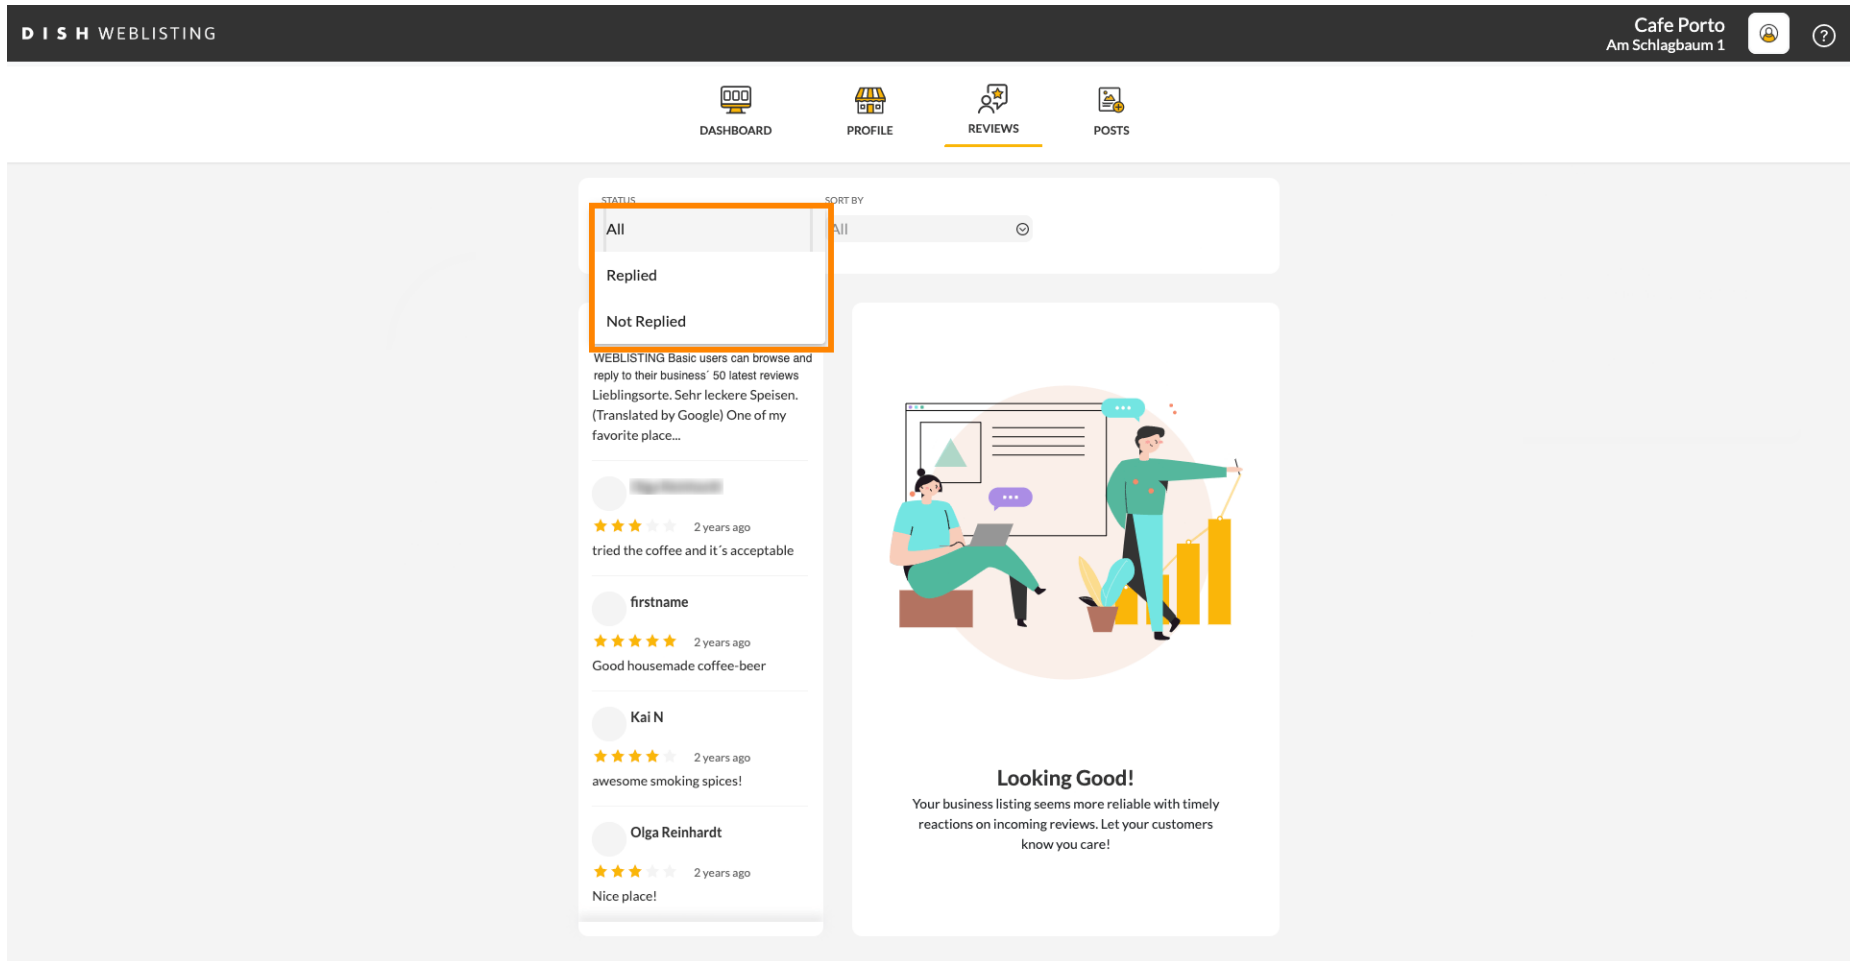 DISH WEBLISTING
Cafe Porto
Am Schlagbaum 1
DASHBOARD
PROFILE
REVIEWS
POSTS
STATUS
SORT BY
All
All
Replied
Not Replied
WEBLISTING Basic users can browse and
reply to their business´ 50 latest reviews
Lieblingsorte. Sehr leckere Speisen.
(Translated by Google) One of my
favorite place...
2 years ago
tried the coffee and it´s acceptable
firstname
2 years ago
Good housemade coffee-beer
Kai N
2 years ago
awesome smoking spices!
Olga Reinhardt
2 years ago
Nice place!
Looking Good!
Your business listing seems more reliable with timely
reactions on incoming reviews. Let your customers
know you care!